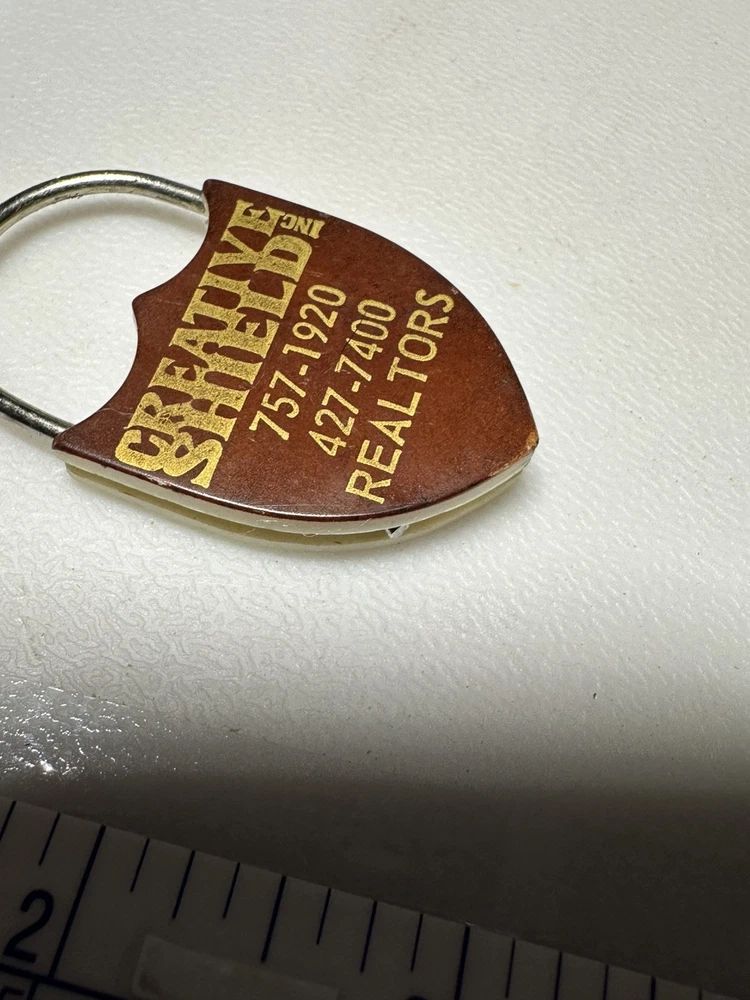 CREATIVE
SHIELD INC.
757-1920
427-7400
REALTORS
2